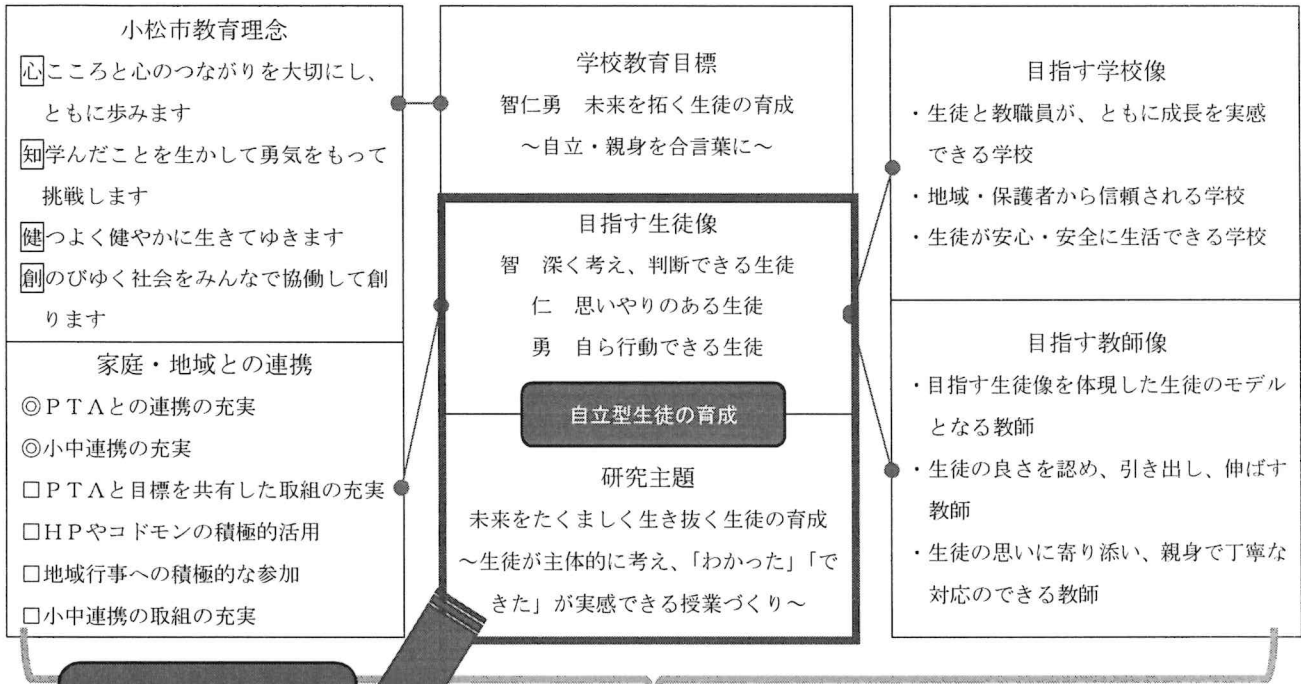 小松市教育理念
心こころと心のつながりを大切にし、
ともに歩みます
知学んだことを生かして勇気をもって
挑戦します
健つよく健やかに生きてゆきます
創のびゆく社会をみんなで協働して創
ります
家庭・地域との連携
◎PTAとの連携の充実
◎小中連携の充実
□PTAと目標を共有した取組の充実
□HPやコドモンの積極的活用
□地域行事への積極的な参加
□小中連携の取組の充実
学校教育目標
智仁勇 未来を拓く生徒の育成
~自立・親身を合言葉に~
目指す生徒像
智 深く考え、判断できる生徒
仁 思いやりのある生徒
勇 自ら行動できる生徒
自立型生徒の育成
研究主題
未来をたくましく生き抜く生徒の育成
~生徒が主体的に考え、「わかった」「で
きた」が実感できる授業づくり~
目指す学校像
・生徒と教職員が、ともに成長を実感
できる学校
・地域・保護者から信頼される学校
・生徒が安心・安全に生活できる学校
目指す教師像
・目指す生徒像を体現した生徒のモデル
となる教師
・生徒の良さを認め、引き出し、伸ばす
教師
・生徒の思いに寄り添い、親身で丁寧な
対応のできる教師